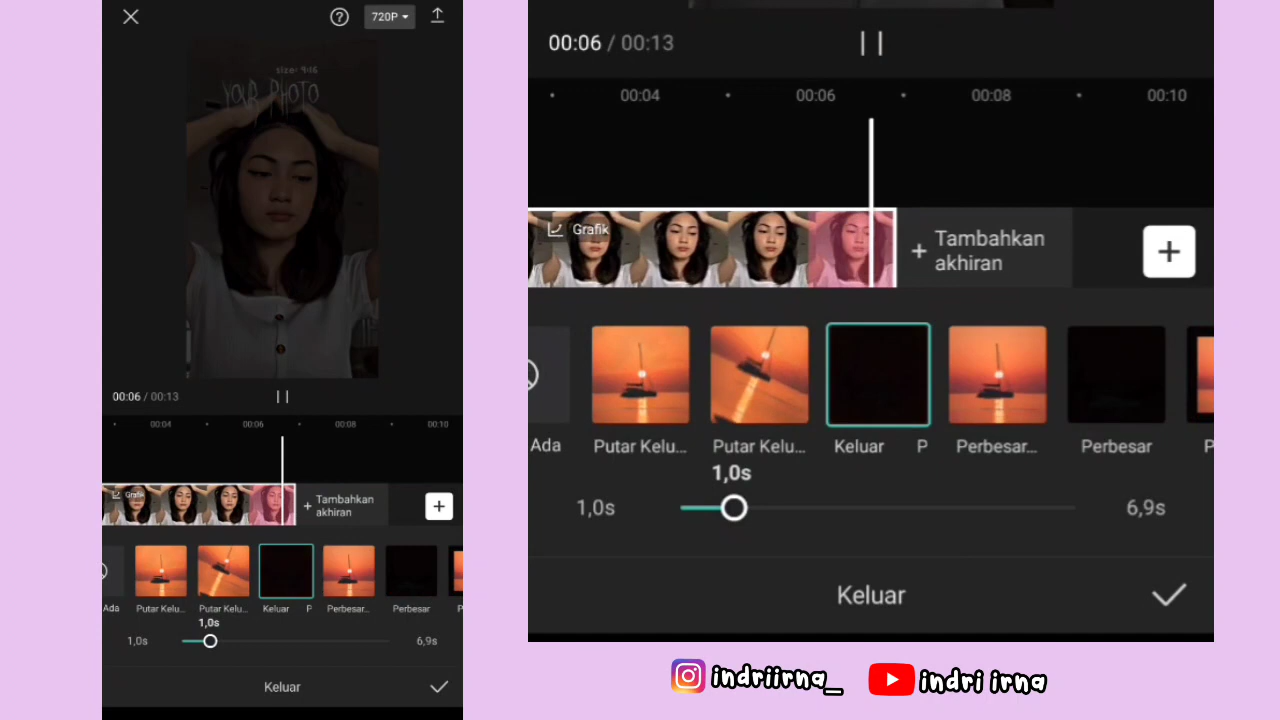 720P
size: 9:16
YOUR PHOTO
00:06 / 00:13
00:04
00:06
00:08
00:10
Grafik
+ Tambahkan akhiran
+
Ada
Putar Kelu...
Putar Kelu...
Keluar
P
Perbesar...
Perbesar
P
1,0s
1,0s
6,9s
Keluar
00:06 / 00:13
00:04
00:06
00:08
00:10
Grafik
+ Tambahkan
akhiran
+
Ada
Putar Kelu...
Putar Kelu...
Keluar
P
Perbesar...
Perbesar
P
1,0s
1,0s
6,9s
Keluar
indriirna_
indri irna